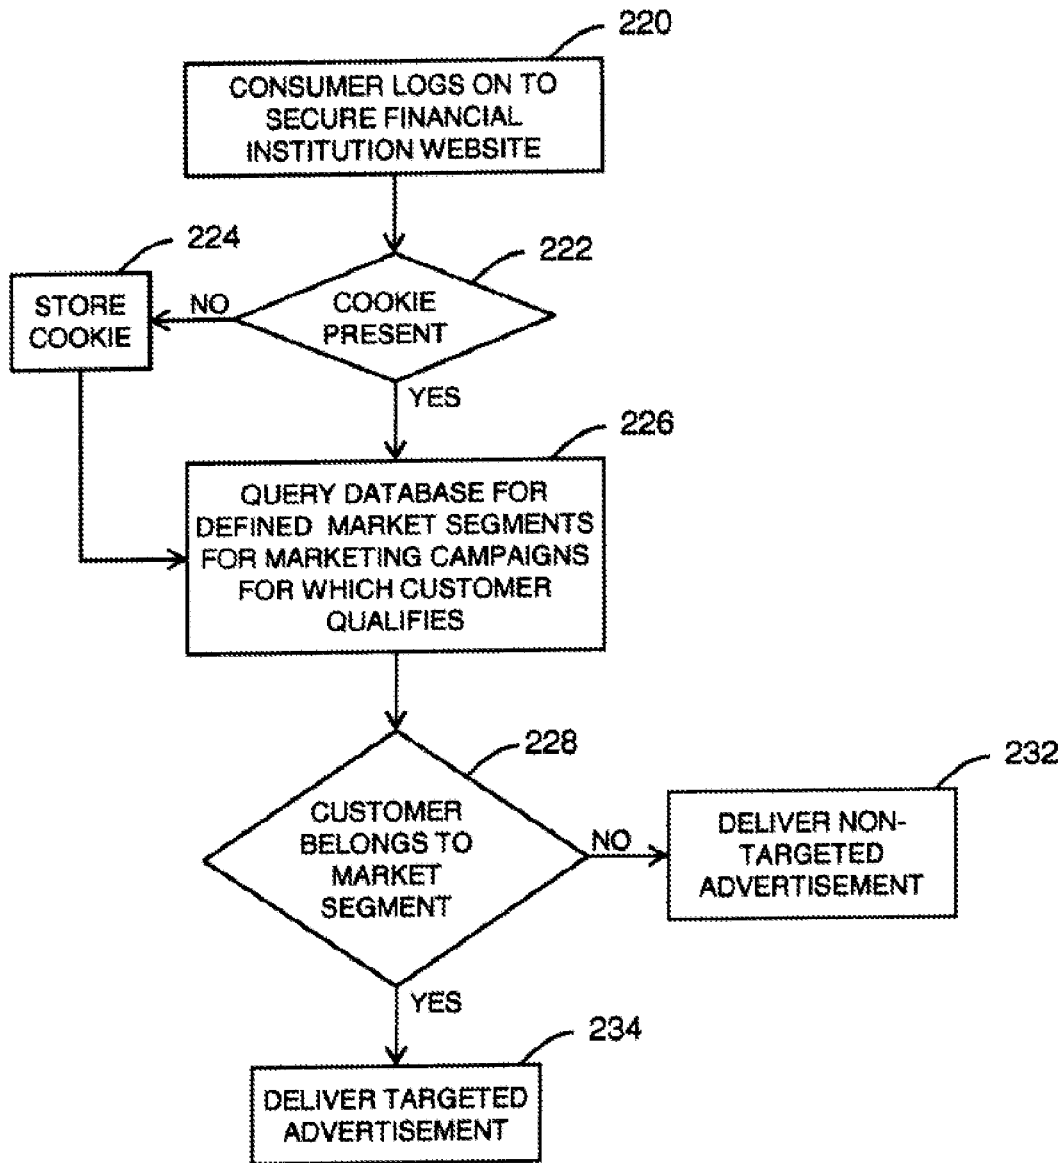 220
CONSUMER LOGS ON TO
SECURE FINANCIAL
INSTITUTION WEBSITE
224
222
STORE
COOKIE
NO
COOKIE
PRESENT
YES
226
QUERY DATABASE FOR
DEFINED MARKET SEGMENTS
FOR MARKETING CAMPAIGNS
FOR WHICH CUSTOMER
QUALIFIES
228
232
CUSTOMER
BELONGS TO
MARKET
SEGMENT
NO
DELIVER NON-
TARGETED
ADVERTISEMENT
YES
234
DELIVER TARGETED
ADVERTISEMENT